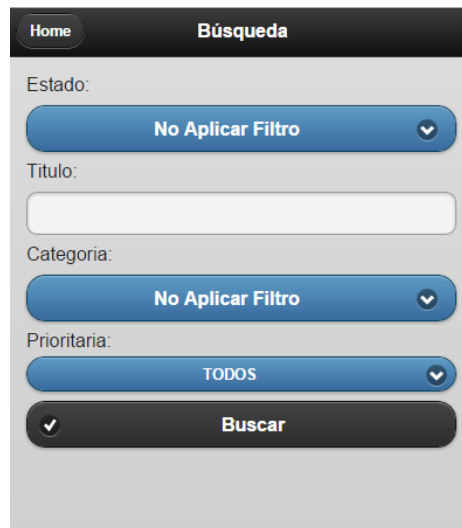 Home
Búsqueda
Estado:
No Aplicar Filtro
Titulo:
Categoria:
No Aplicar Filtro
Prioritaria:
TODOS
Buscar